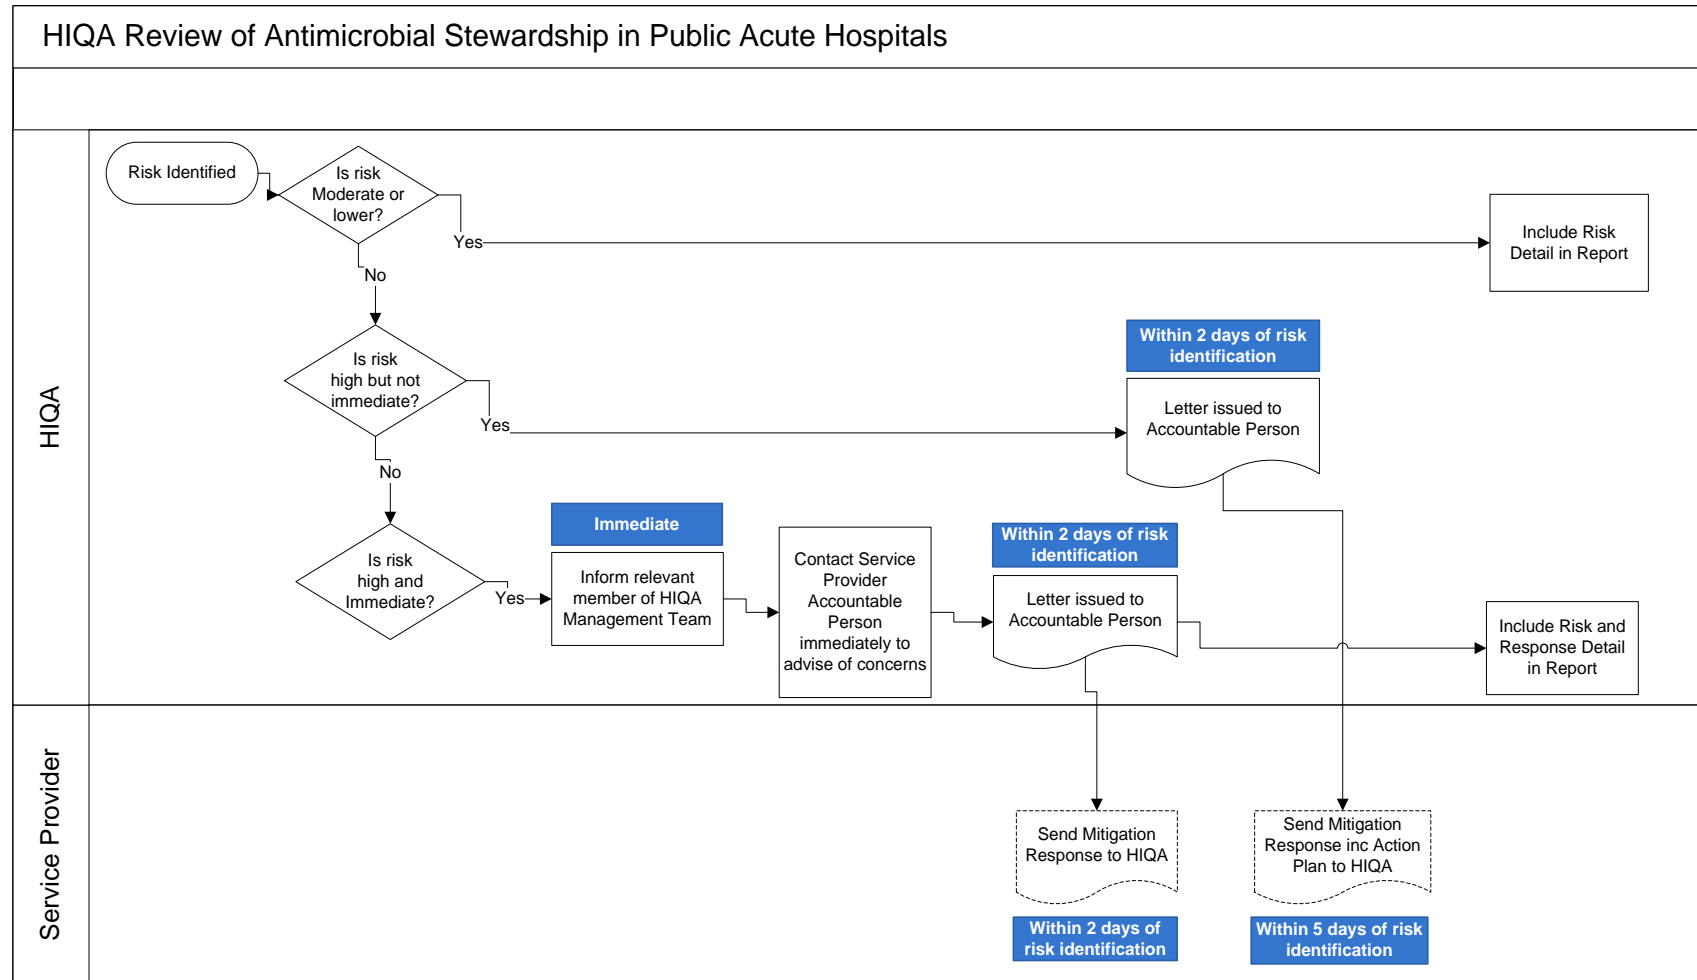 HIQA Review of Antimicrobial Stewardship in Public Acute Hospitals
HIQA
Risk Identified
Is risk
Moderate or
lower?
Yes
Include Risk
Detail in Report
No
Is risk
high but not
immediate?
Yes
Within 2 days of risk
identification
Letter issued to
Accountable Person
No
Is risk
high and
Immediate?
Yes
Immediate
Inform relevant
member of HIQA
Management Team
Contact Service
Provider
Accountable
Person
immediately to
advise of concerns
Within 2 days of risk
identification
Letter issued to
Accountable Person
Include Risk and
Response Detail
in Report
Service Provider
Send Mitigation
Response to HIQA
Within 2 days of
risk identification
Send Mitigation
Response inc Action
Plan to HIQA
Within 5 days of risk
identification